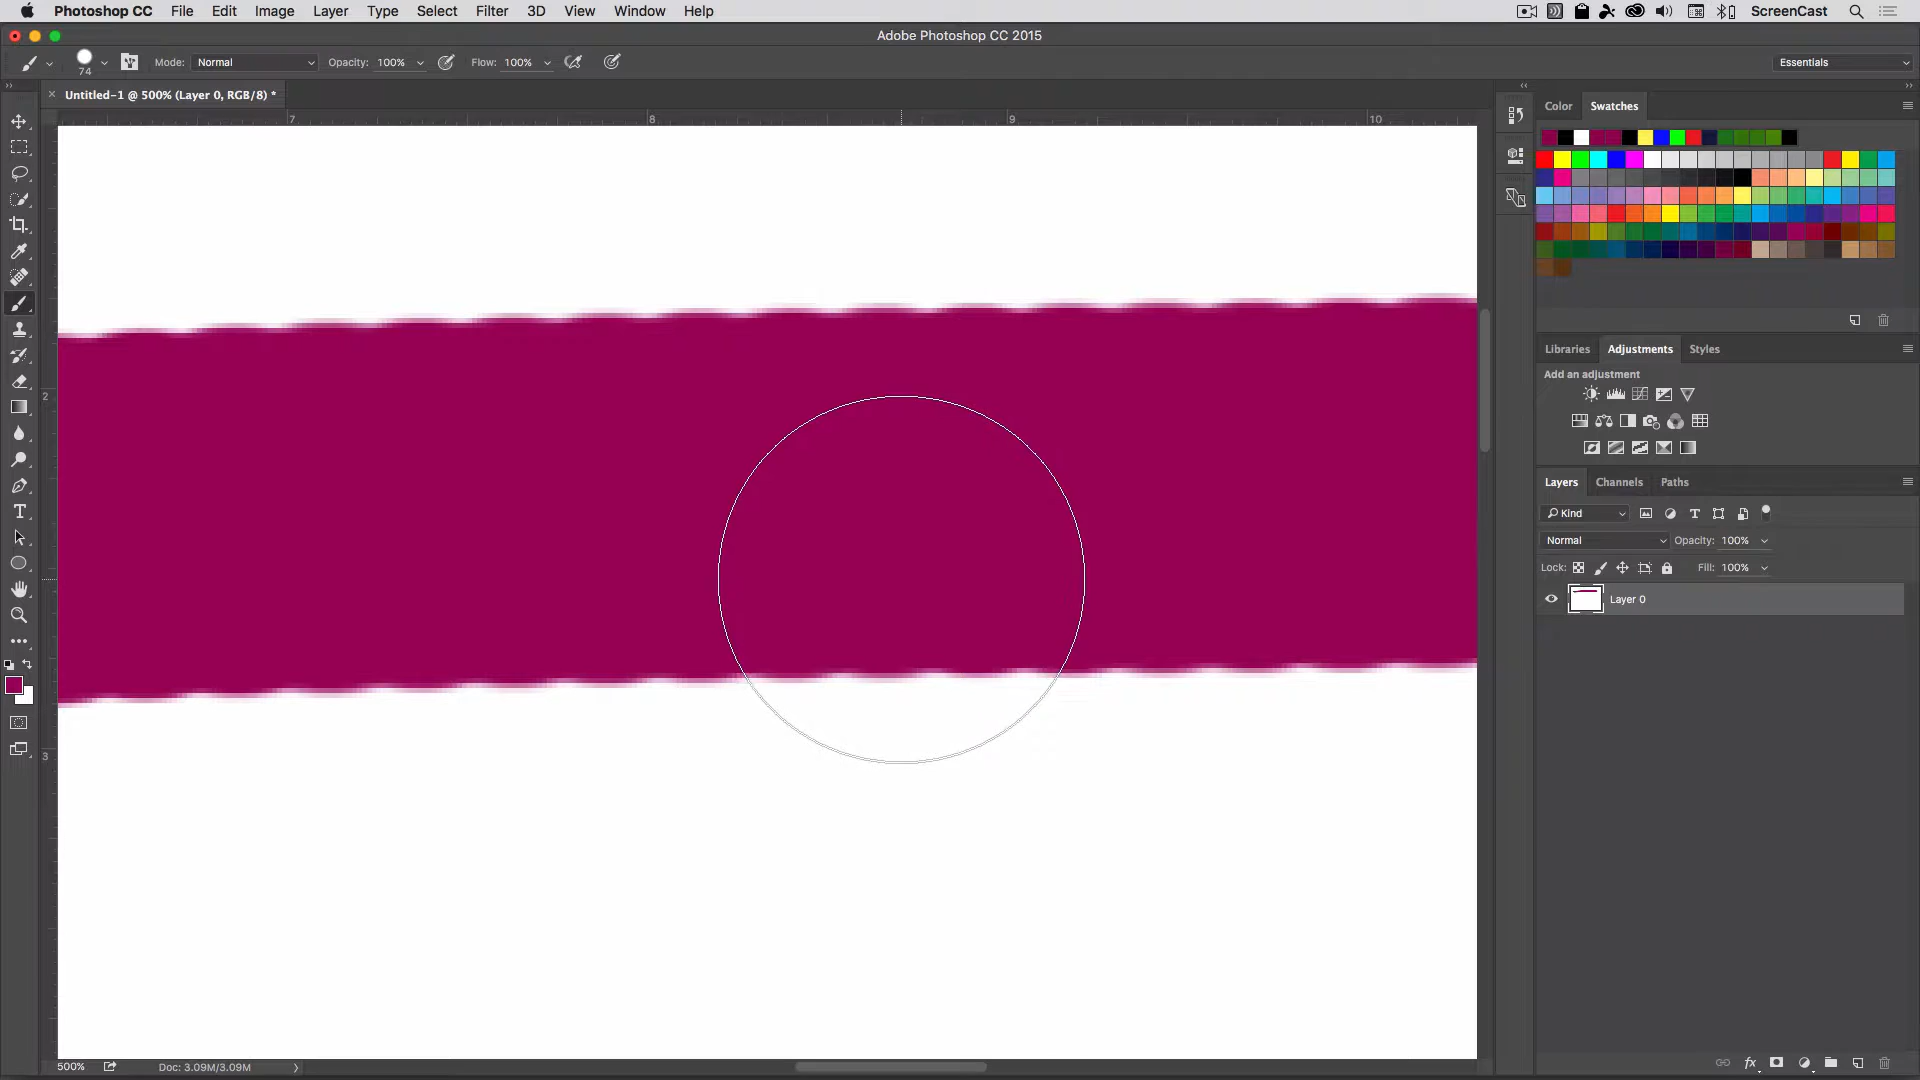 Photoshop CC File Edit Image Layer Type Select Filter 3D View Window Help ScreenCast
Adobe Photoshop CC 2015
74 Mode: Normal Opacity: 100% Flow: 100% Essentials
Untitled-1 @ 500% (Layer 0, RGB/8) *
Color Swatches
7 8 9 10
2
3
Libraries Adjustments Styles
Add an adjustment
Layers Channels Paths
Kind
Normal Opacity: 100%
Lock: Fill: 100%
Layer 0
500% Doc: 3.09M/3.09M